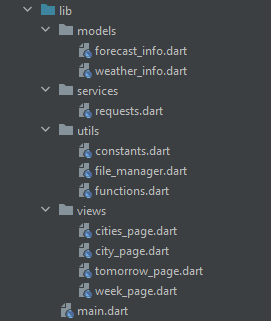 lib
models
forecast_info.dart
weather_info.dart
services
requests.dart
utils
constants.dart
file_manager.dart
functions.dart
views
cities_page.dart
city_page.dart
tomorrow_page.dart
week_page.dart
main.dart